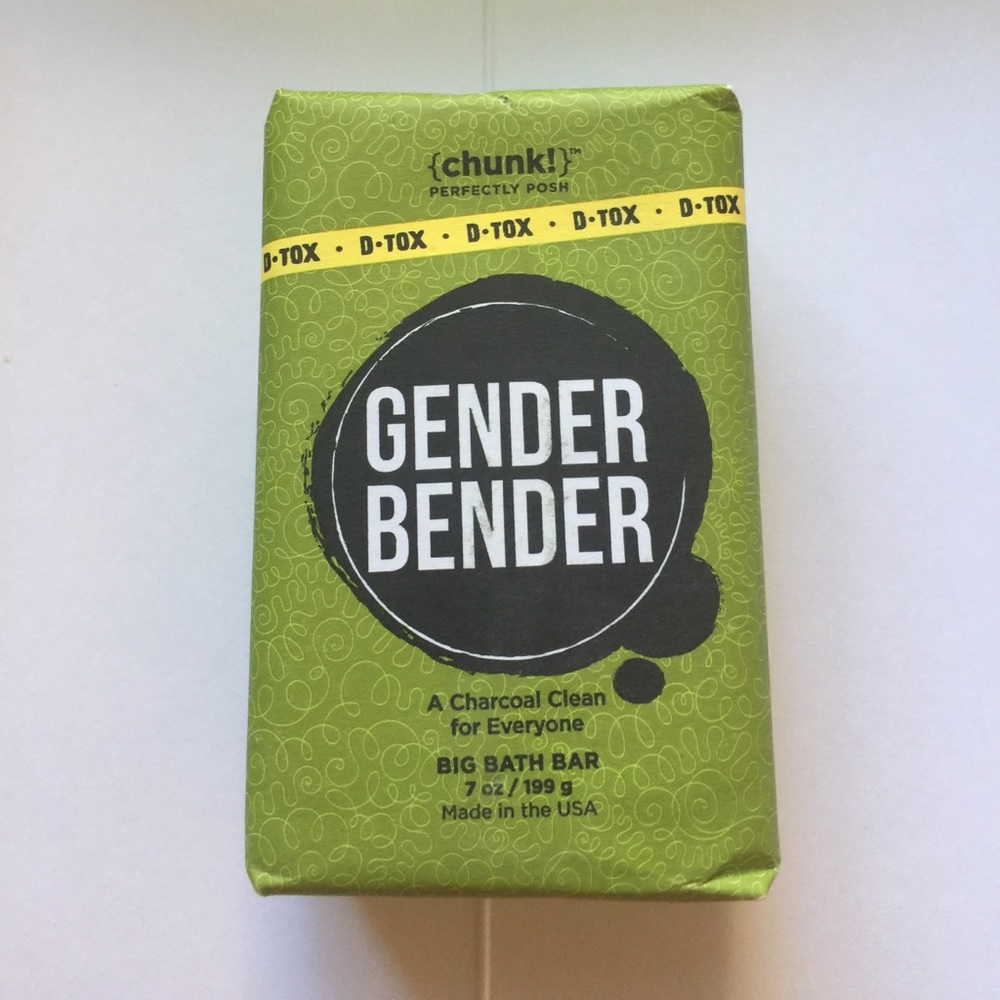 {chunk!}™
PERFECTLY POSH
D·TOX · D·TOX · D·TOX · D·TOX · D·TOX
GENDER
BENDER
A Charcoal Clean
for Everyone
BIG BATH BAR
7 oz / 199 g
Made in the USA